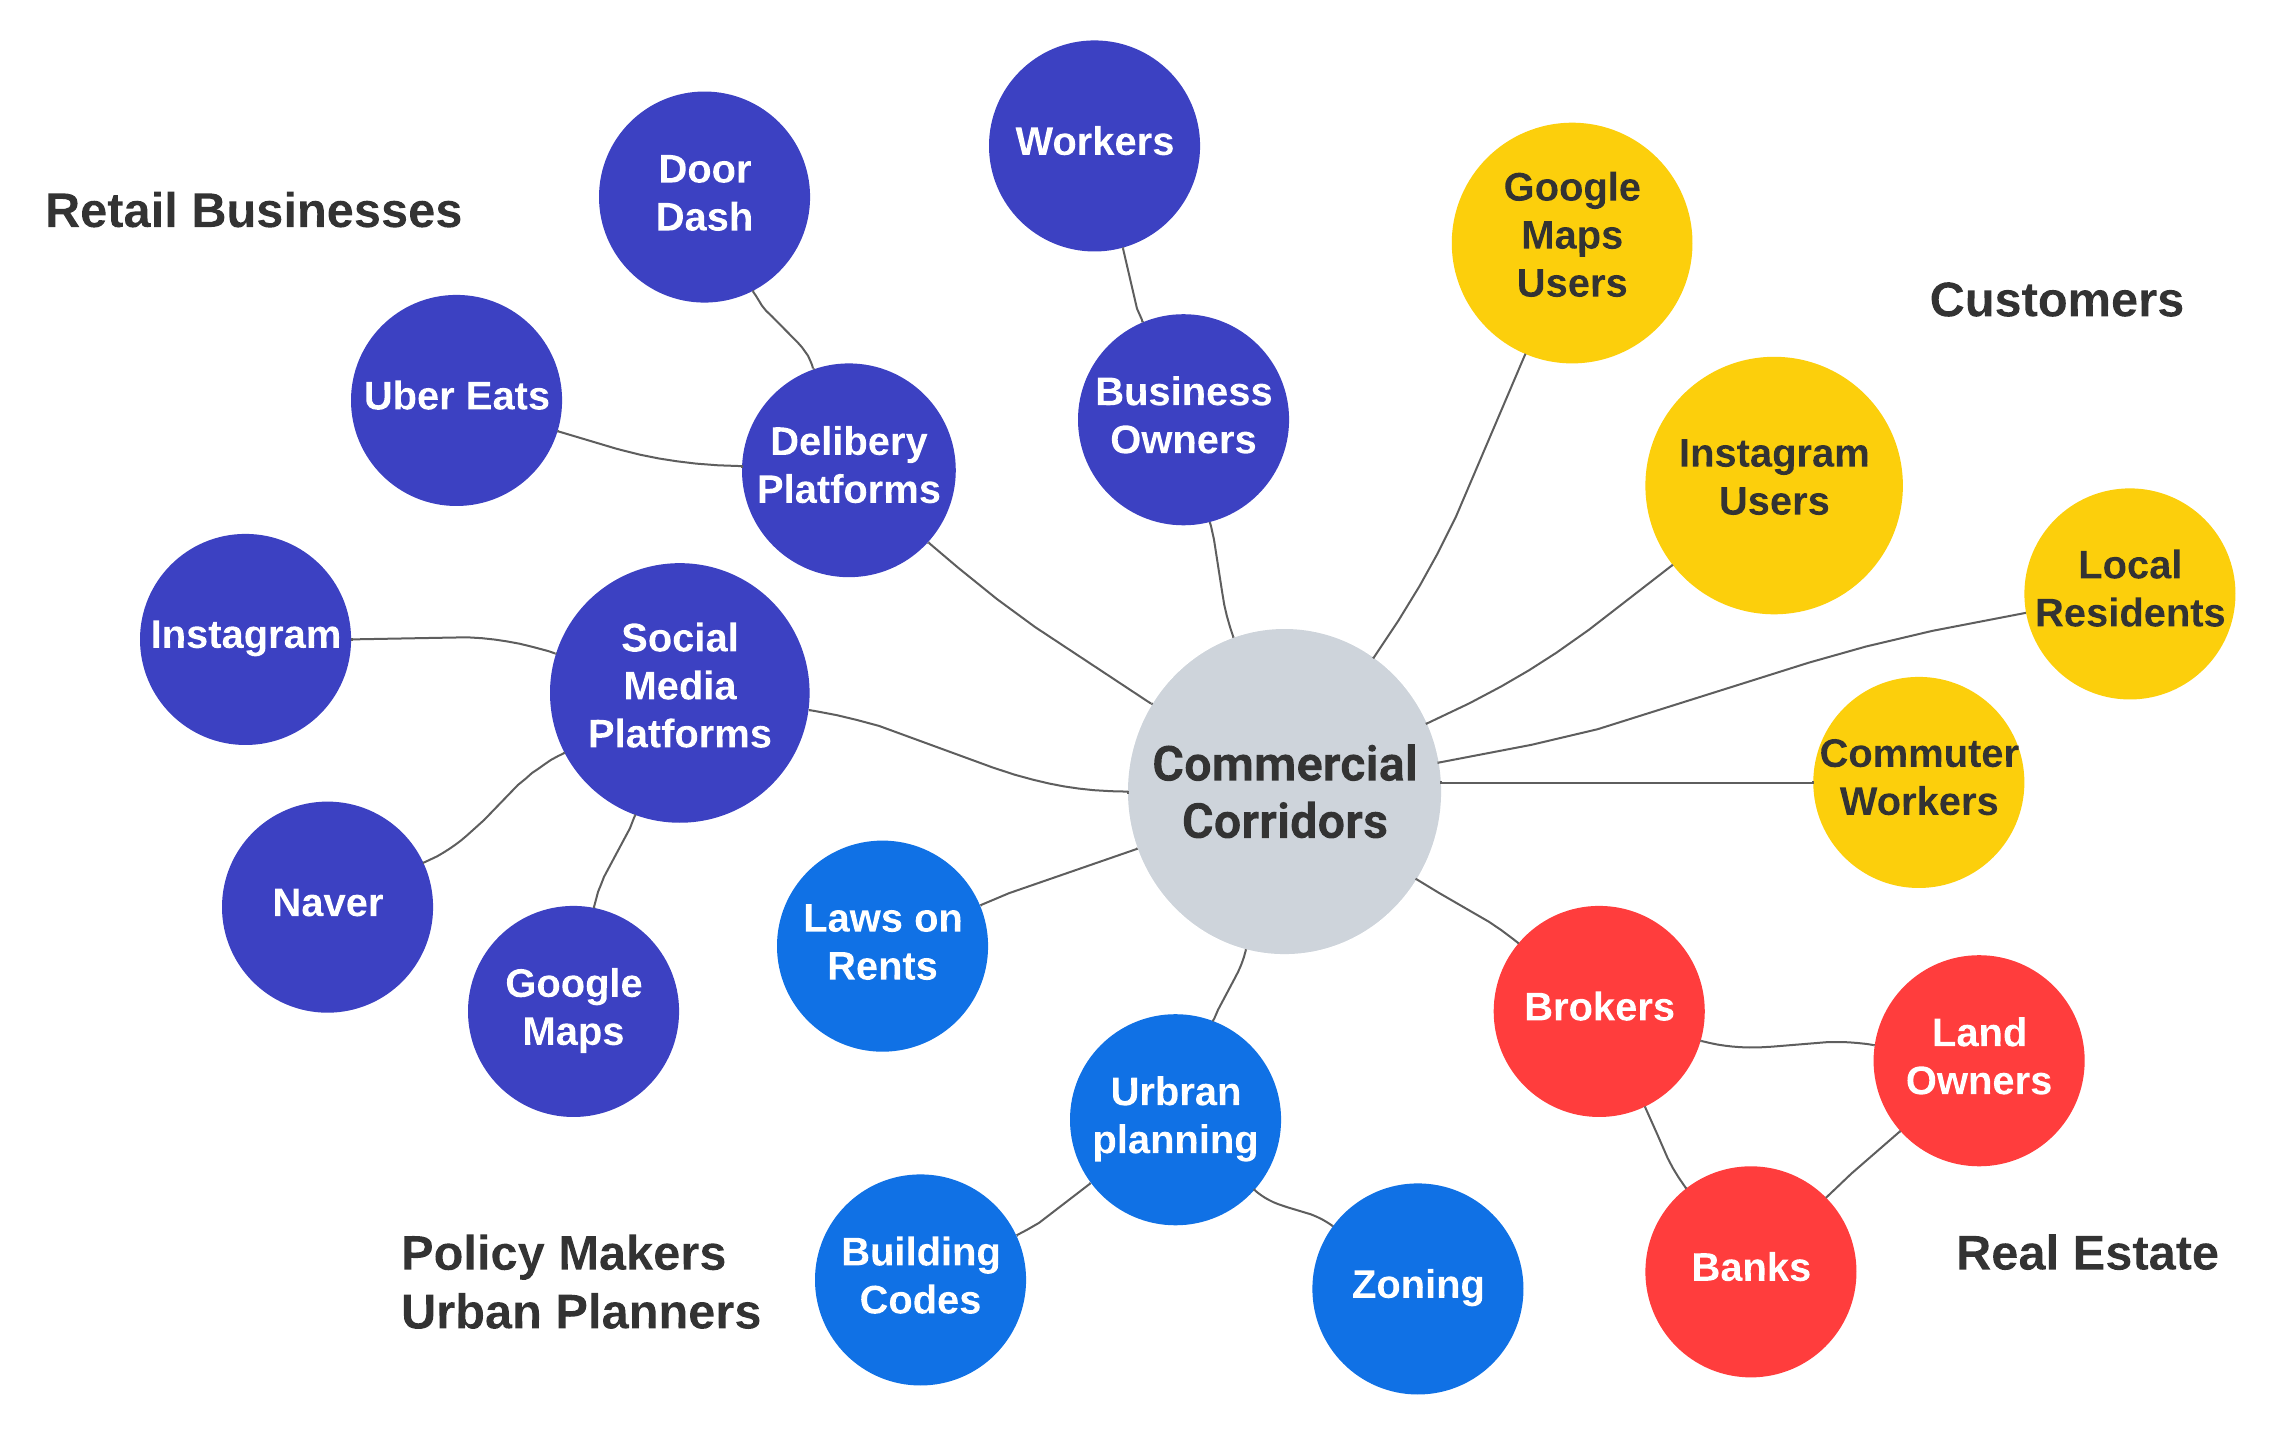 Retail Businesses
Door
Dash
Workers
Google
Maps
Users
Customers
Uber Eats
Delibery
Platforms
Business
Owners
Instagram
Users
Local
Residents
Instagram
Social
Media
Platforms
Commercial
Corridors
Commuter
Workers
Naver
Google
Maps
Laws on
Rents
Urbran
planning
Brokers
Land
Owners
Policy Makers
Urban Planners
Building
Codes
Zoning
Banks
Real Estate